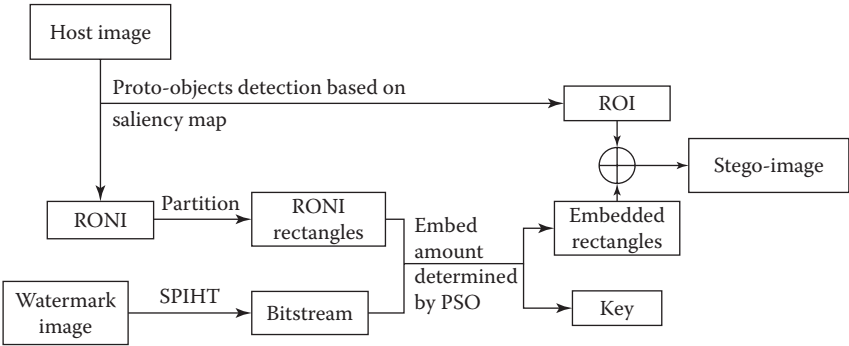 Host image
Proto-objects detection based on
saliency map
ROI
Stego-image
RONI
Partition
RONI
rectangles
Embed
amount
determined
by PSO
Embedded
rectangles
Watermark
image
SPIHT
Bitstream
Key